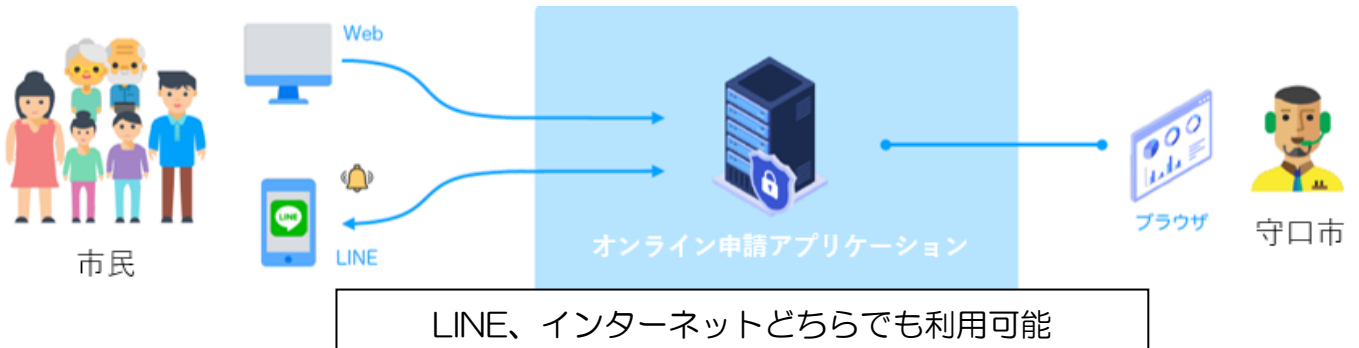 Web
LINE
LINE
市民
オンライン申請アプリケーション
ブラウザ
守口市
LINE、インターネットどちらでも利用可能